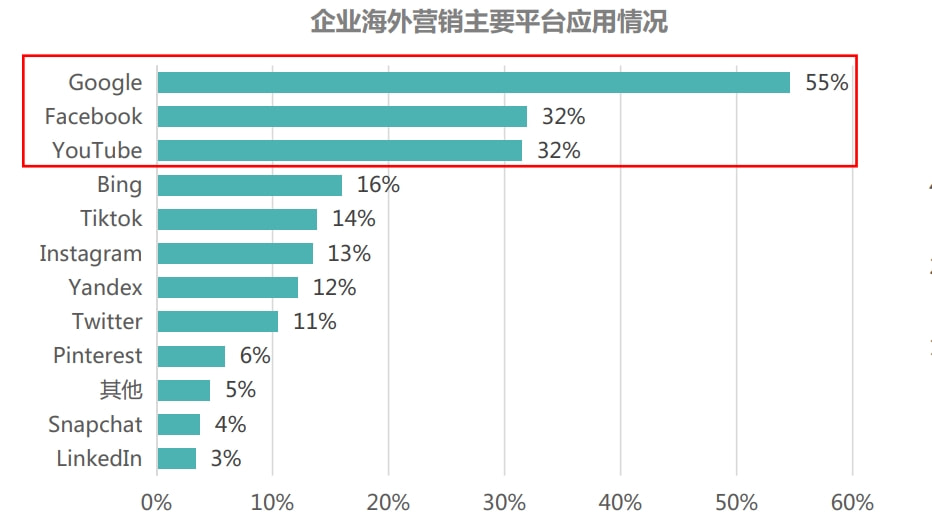 企业海外营销主要平台应用情况
Google 55%
Facebook 32%
YouTube 32%
Bing 16%
Tiktok 14%
Instagram 13%
Yandex 12%
Twitter 11%
Pinterest 6%
其他 5%
Snapchat 4%
LinkedIn 3%
0% 10% 20% 30% 40% 50% 60%